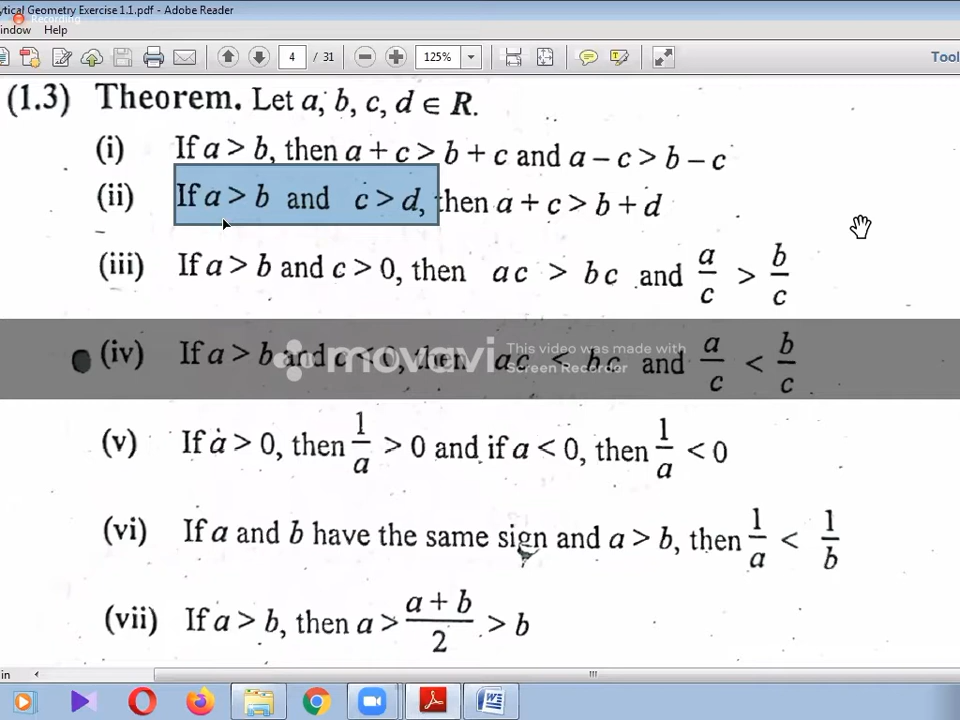 ytical Geometry Exercise 1.1.pdf - Adobe Reader
Recording
indow Help
4 / 31 125% Tool
(1.3) Theorem. Let a, b, c, d ∈ R.
(i) If a > b, then a + c > b + c and a – c > b – c
(ii) If a > b and c > d, then a + c > b + d
(iii) If a > b and c > 0, then ac > bc and a/c > b/c
(iv) If a > b and c < 0, then ac < bc and a/c < b/c
movavi This video was made with
Screen Recorder
(v) If a > 0, then 1/a > 0 and if a < 0, then 1/a < 0
(vi) If a and b have the same sign and a > b, then 1/a < 1/b
(vii) If a > b, then a > a + b/2 > b
in